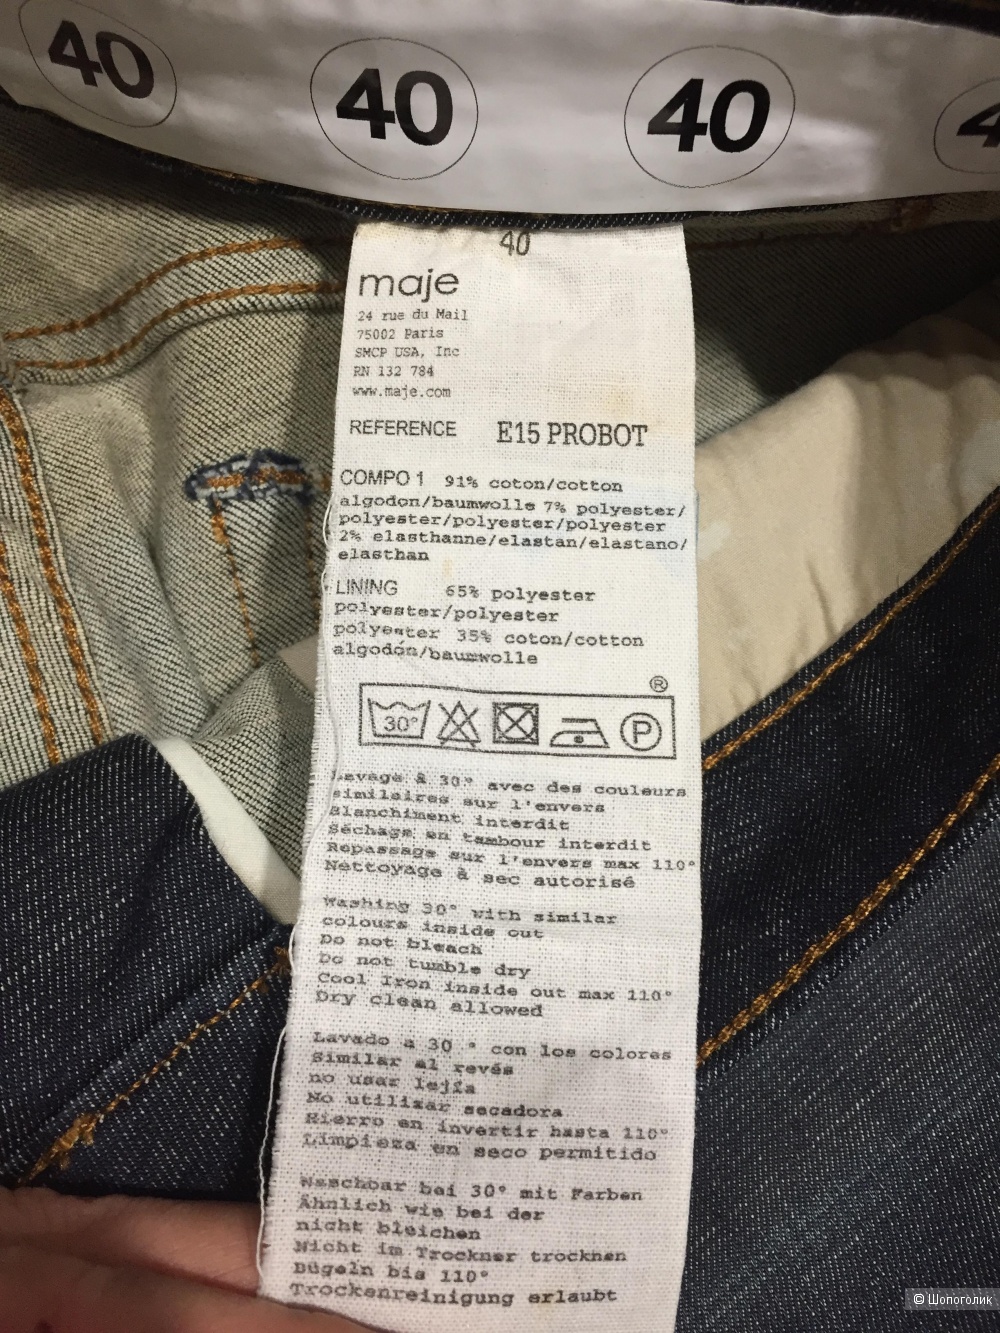 40 40 40 4
40
maje
24 rue du Mail
75002 Paris
SMCP USA, Inc
RN 132 784
www.maje.com
REFERENCE E15 PROBOT
COMPO 1 91% coton/cotton
algodon/baumwolle 7% polyester/
polyester/polyester/polyester
2% elasthanne/elastan/elastano/
elasthan
LINING 65% polyester
polyester/polyester
polyester 35% coton/cotton
algodón/baumwolle
®
30° P
Lavage à 30° avec des couleurs
similaires sur l'envers
Blanchiment interdit
Séchage en tambour interdit
Repassage sur l'envers max 110°
Nettoyage à sec autorisé
Washing 30° with similar
colours inside out
Do not bleach
Do not tumble dry
Cool Iron inside out max 110°
Dry clean allowed
Lavado a 30 ° con los colores
Similar al revés
no usar lejía
No utilizar secadora
Hierro en invertir hasta 110°
Limpieza en seco permitido
Waschbar bei 30° mit Farben
Ähnlich wie bei der
nicht bleichen
Nicht im Trockner trocknen
Bügeln bis 110°
Trockenreinigung erlaubt
© Шопоголик